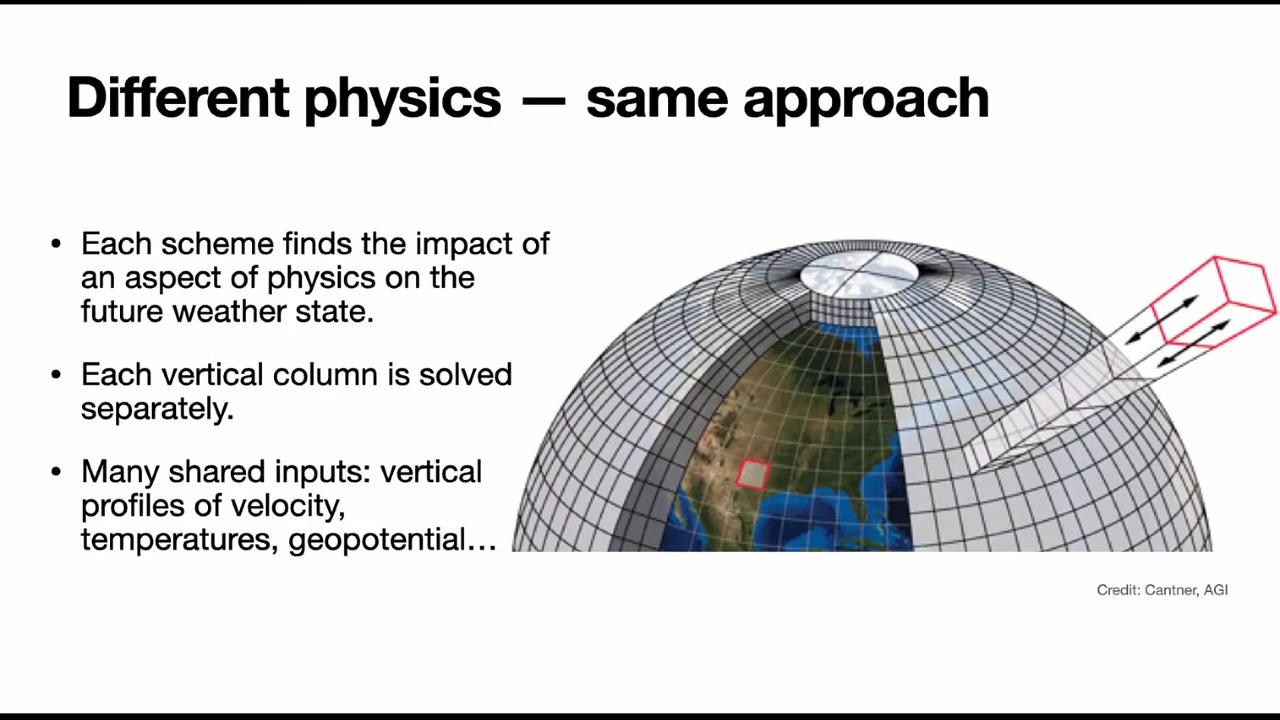 Different physics — same approach
• Each scheme finds the impact of
an aspect of physics on the
future weather state.
• Each vertical column is solved
separately.
• Many shared inputs: vertical
profiles of velocity,
temperatures, geopotential…
Credit: Cantner, AGI